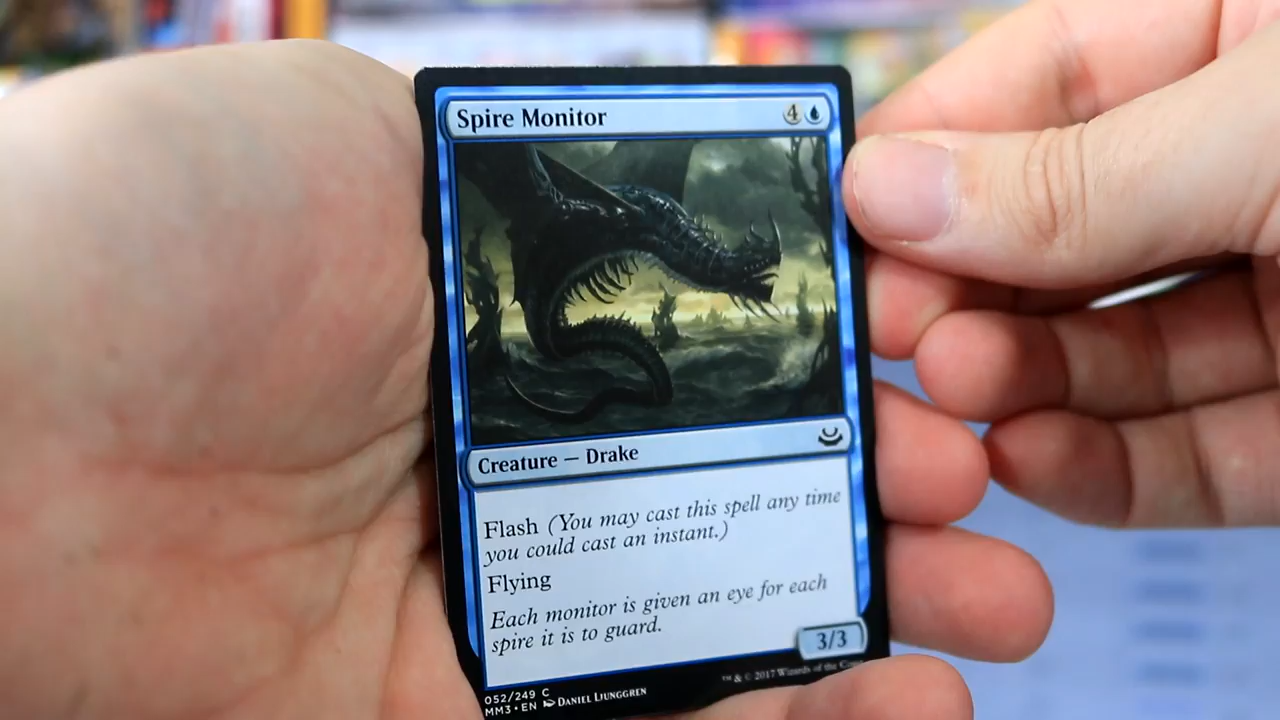 Spire Monitor 4
Creature — Drake
Flash (You may cast this spell any time
you could cast an instant.)
Flying
Each monitor is given an eye for each
spire it is to guard.
3/3
052/249 C
MM3 • EN DANIEL LJUNGGREN
™ & © 2017 Wizards of the